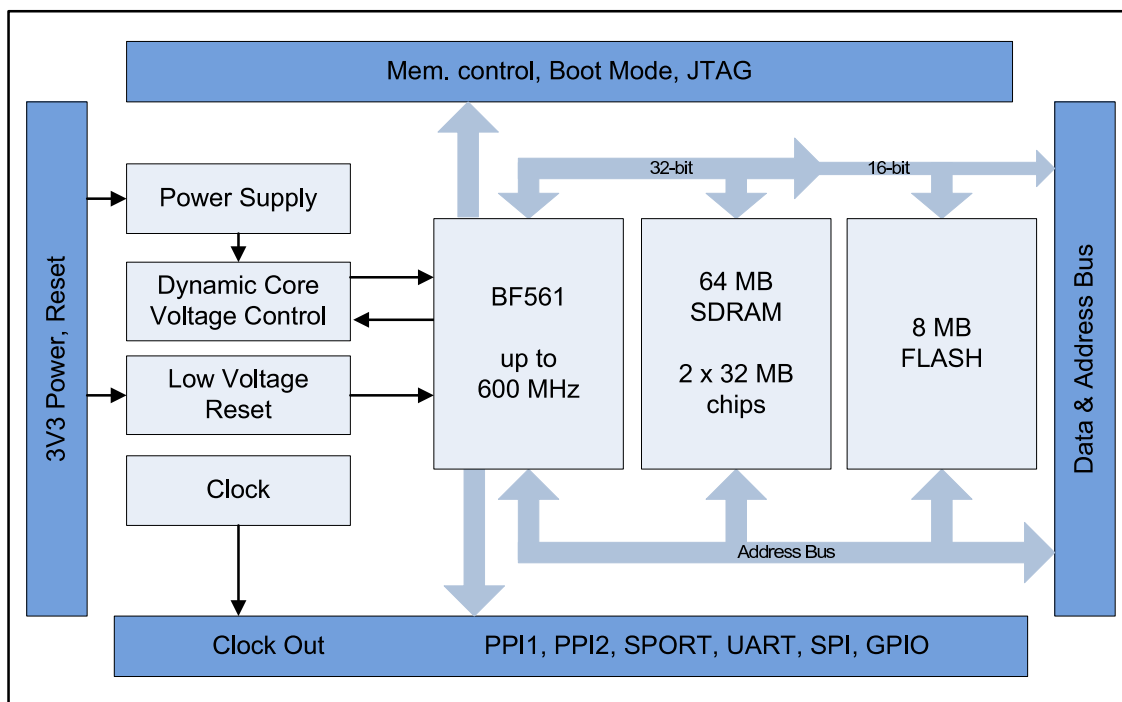 Mem. control, Boot Mode, JTAG
3V3 Power, Reset
Power Supply
Dynamic Core
Voltage Control
Low Voltage
Reset
Clock
32-bit
16-bit
BF561
up to
600 MHz
64 MB
SDRAM
2 x 32 MB
chips
8 MB
FLASH
Address Bus
Data & Address Bus
Clock Out
PPI1, PPI2, SPORT, UART, SPI, GPIO